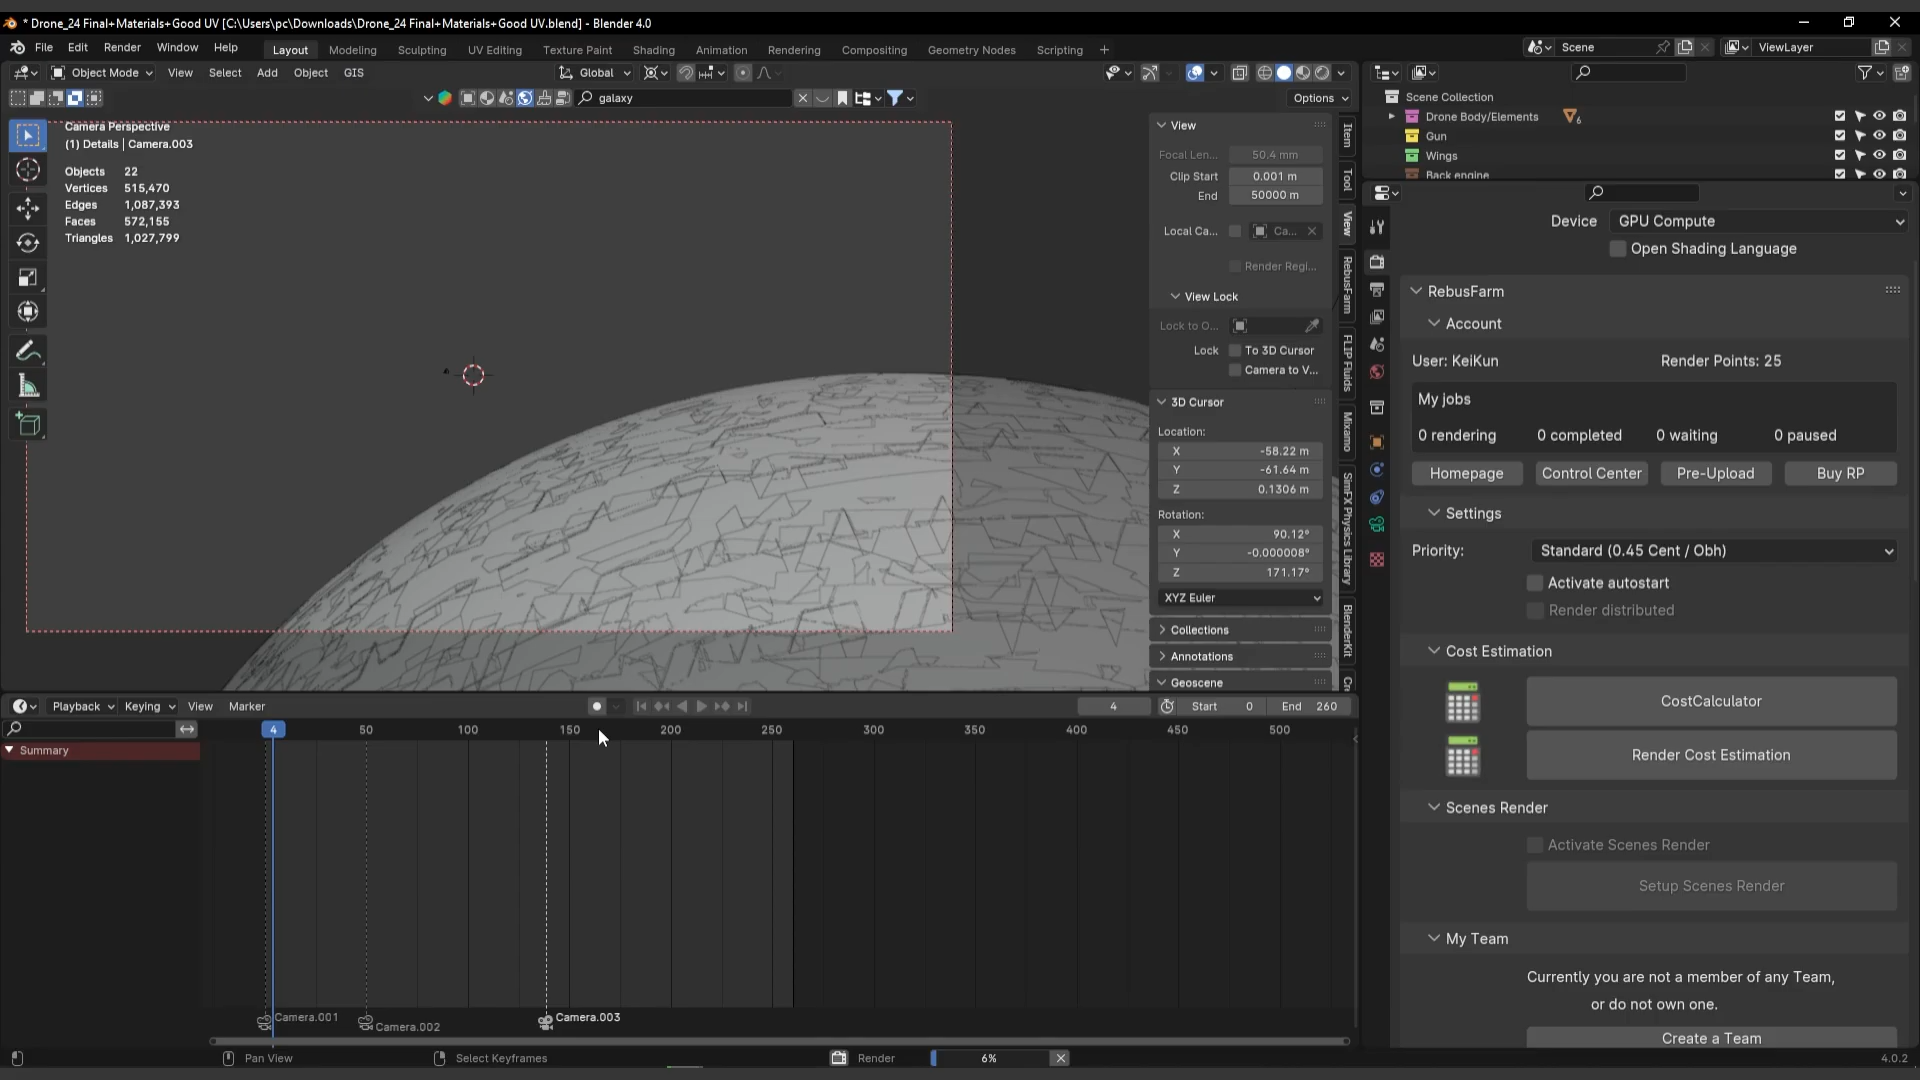 * Drone_24 Final+Materials+Good UV [C:\Users\pc\Downloads\Drone_24 Final+Materials+Good UV.blend] - Blender 4.0
File Edit Render Window Help
Layout Modeling Sculpting UV Editing Texture Paint Shading Animation Rendering Compositing Geometry Nodes Scripting +
Scene
ViewLayer
Object Mode View Select Add Object GIS
Global
galaxy
Options
Camera Perspective
(1) Details | Camera.003
Objects 22
Vertices 515,470
Edges 1,087,393
Faces 572,155
Triangles 1,027,799
View
Focal Len... 50.4 mm
Clip Start 0.001 m
End 50000 m
Local Ca... Ca...
Render Regi...
View Lock
Lock to O...
Lock To 3D Cursor
Camera to V...
3D Cursor
Location:
X -58.22 m
Y -61.64 m
Z 0.1306 m
Rotation:
X 90.12°
Y -0.000008°
Z 171.17°
XYZ Euler
Collections
Annotations
Geoscene
Item
Tool
View
RebusFarm
FLIP Fluids
Mixamo
SimFX Physics Library
BlenderKit
Scene Collection
Drone Body/Elements 6
Gun
Wings
Back engine
Device GPU Compute
Open Shading Language
RebusFarm
Account
User: KeiKun Render Points: 25
My jobs
0 rendering 0 completed 0 waiting 0 paused
Homepage Control Center Pre-Upload Buy RP
Settings
Priority: Standard (0.45 Cent / Obh)
Activate autostart
Render distributed
Cost Estimation
CostCalculator
Render Cost Estimation
Scenes Render
Activate Scenes Render
Setup Scenes Render
My Team
Currently you are not a member of any Team,
or do not own one.
Create a Team
Playback Keying View Marker
4 Start 0 End 260
4 50 100 150 200 250 300 350 400 450 500
Summary
Camera.001
Camera.002
Camera.003
Pan View Select Keyframes Render 6% 4.0.2